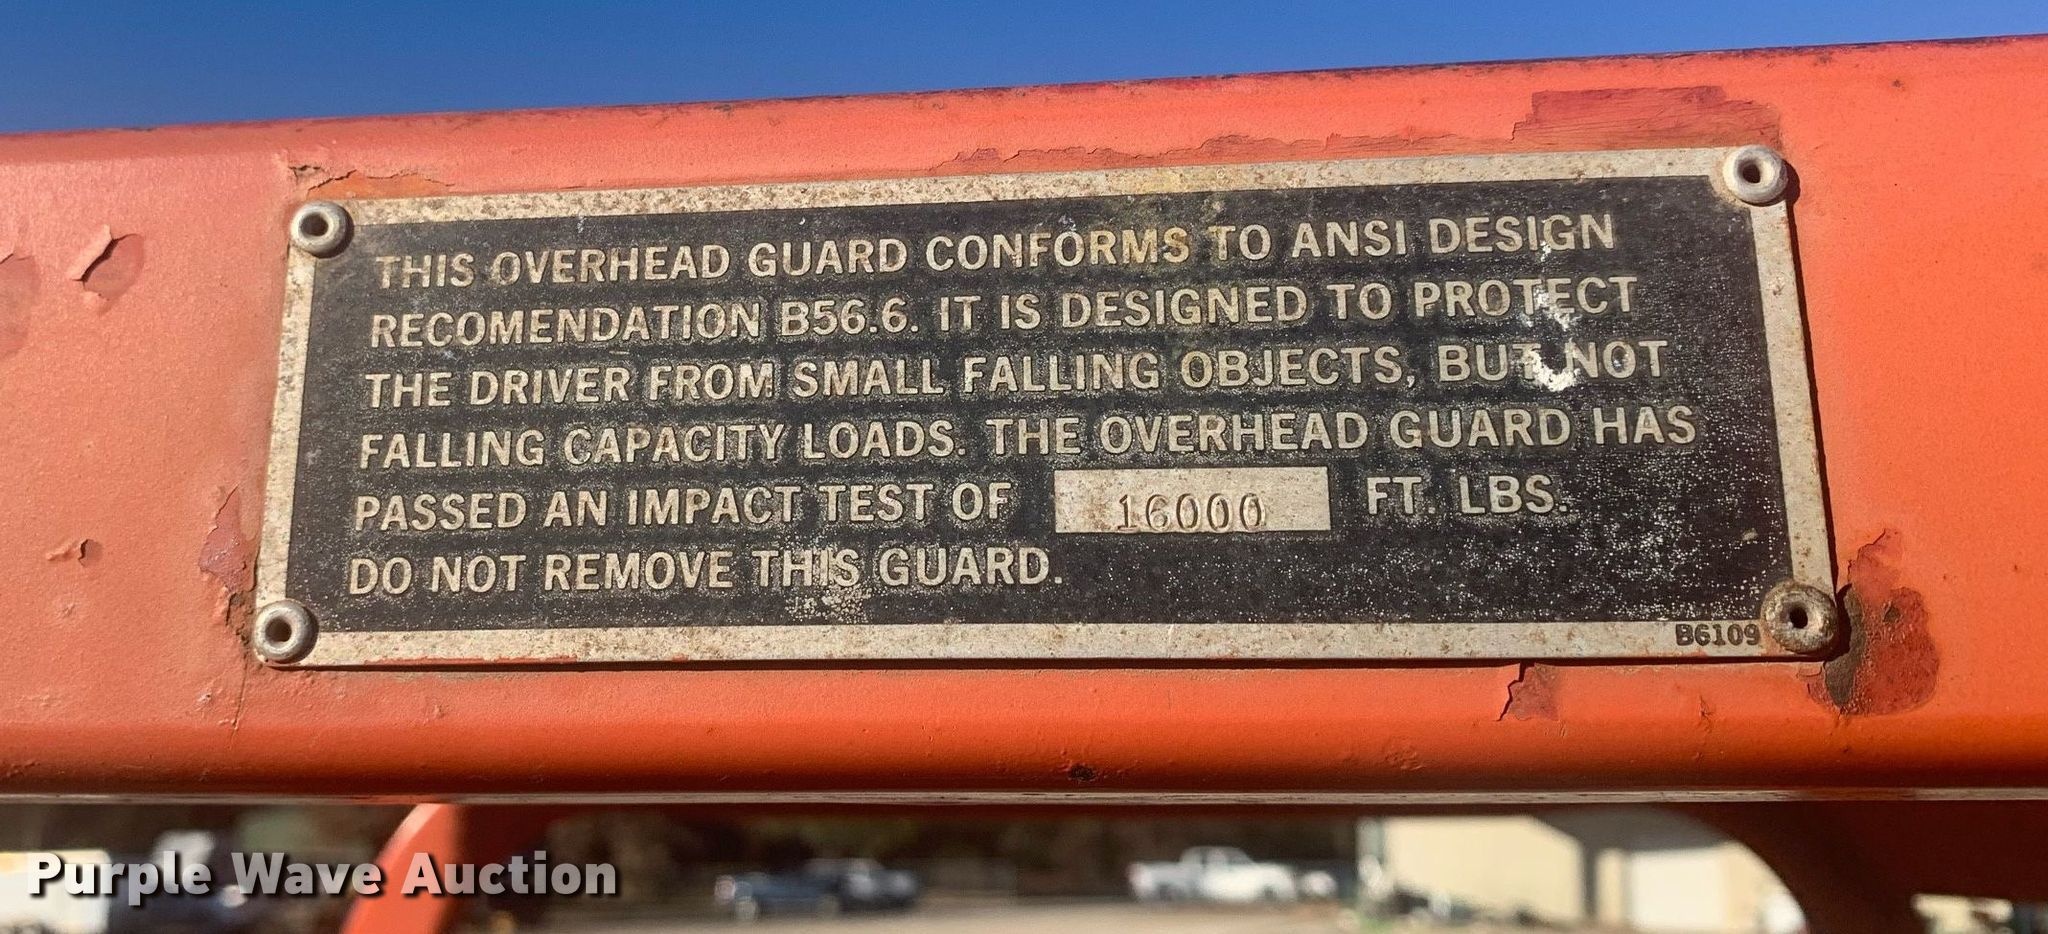 THIS OVERHEAD GUARD CONFORMS TO ANSI DESIGN
RECOMENDATION B56.6. IT IS DESIGNED TO PROTECT
THE DRIVER FROM SMALL FALLING OBJECTS, BUT NOT
FALLING CAPACITY LOADS. THE OVERHEAD GUARD HAS
PASSED AN IMPACT TEST OF 16000 FT. LBS.
DO NOT REMOVE THIS GUARD.
B6109
Purple Wave Auction